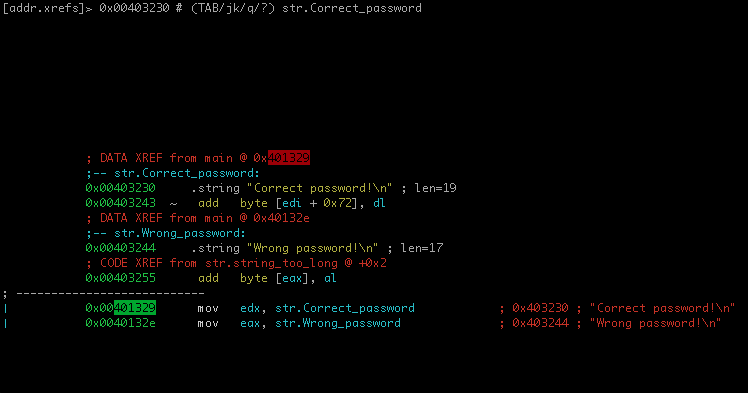 [addr.xrefs]> 0x00403230 # (TAB/jk/q/?) str.Correct_password
; DATA XREF from main @ 0x401329
;-- str.Correct_password:
0x00403230 .string "Correct password!\n" ; len=19
0x00403243 ~ add byte [edi + 0x72], dl
; DATA XREF from main @ 0x40132e
;-- str.Wrong_password:
0x00403244 .string "Wrong password!\n" ; len=17
; CODE XREF from str.string_too_long @ +0x2
0x00403255 add byte [eax], al
; ---------------------------
| 0x00401329 mov edx, str.Correct_password ; 0x403230 ; "Correct password!\n"
| 0x0040132e mov eax, str.Wrong_password ; 0x403244 ; "Wrong password!\n"